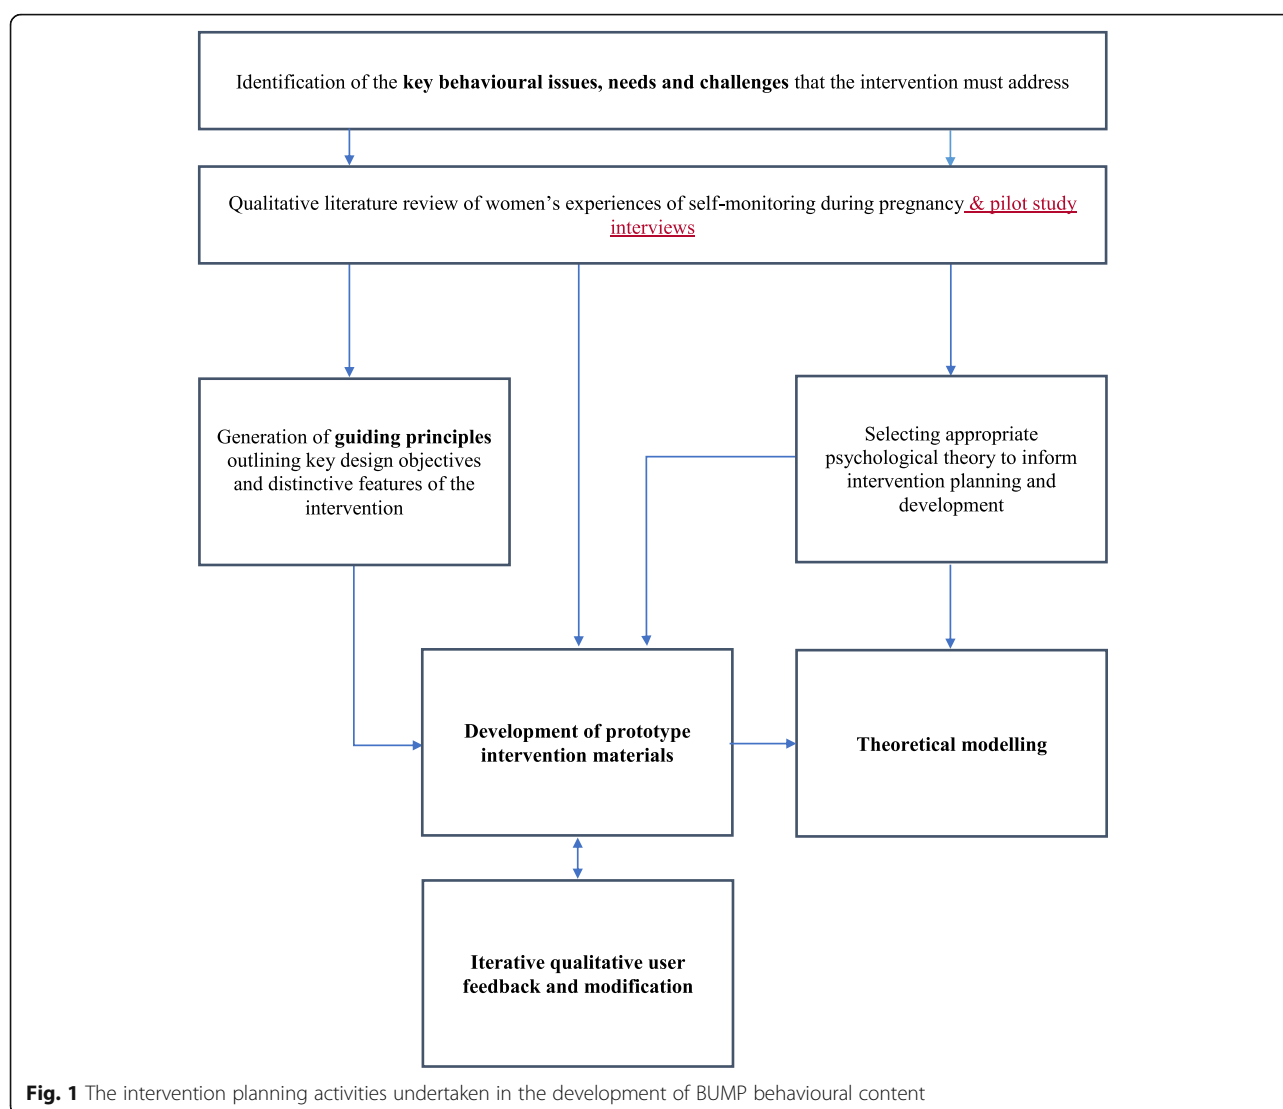 Identification of the key behavioural issues, needs and challenges that the intervention must address
Qualitative literature review of women’s experiences of self-monitoring during pregnancy & pilot study
interviews
Generation of guiding principles
outlining key design objectives
and distinctive features of the
intervention
Selecting appropriate
psychological theory to inform
intervention planning and
development
Development of prototype
intervention materials
Theoretical modelling
Iterative qualitative user
feedback and modification
Fig. 1 The intervention planning activities undertaken in the development of BUMP behavioural content